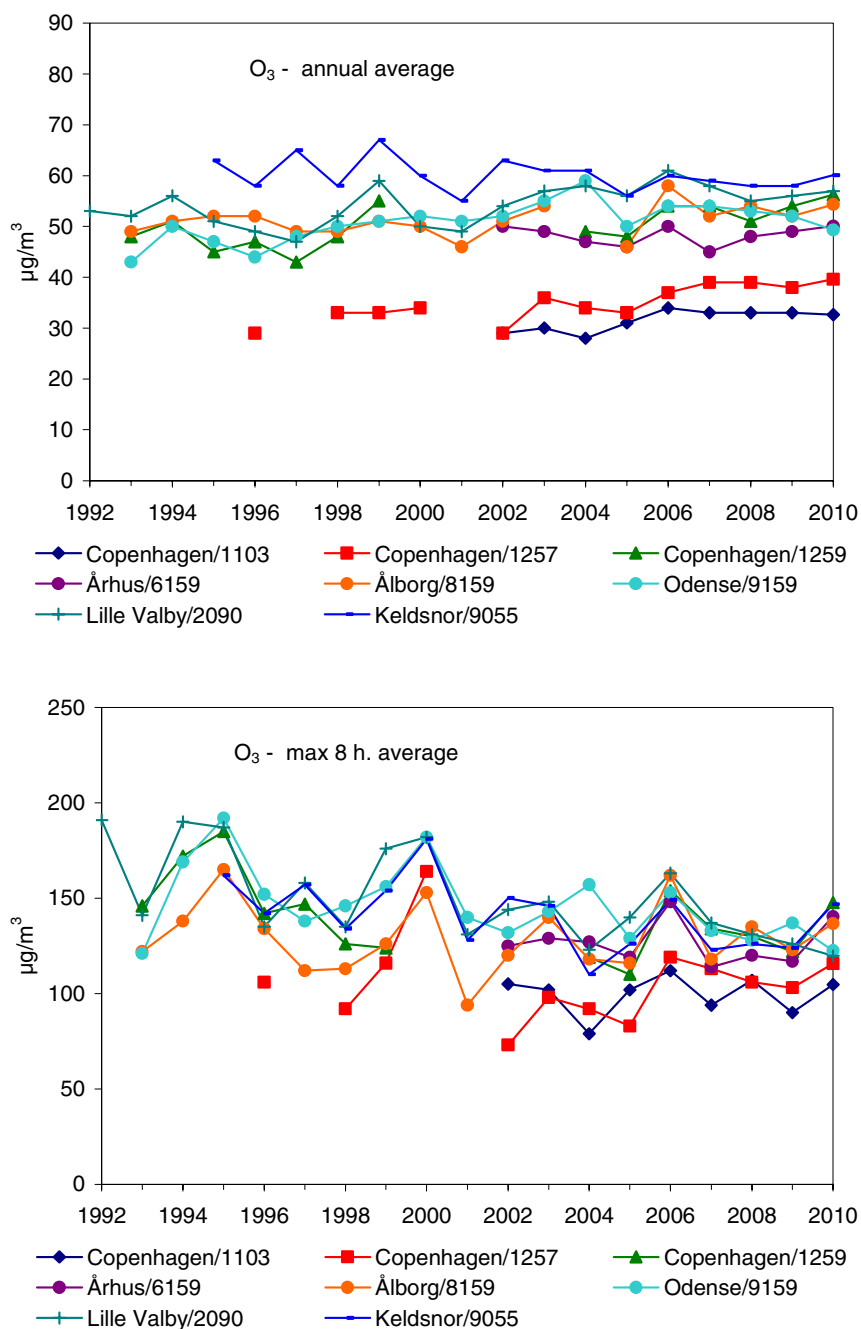 O₃ - annual average
µg/m³
90
80
70
60
50
40
30
20
10
0
1992 1994 1996 1998 2000 2002 2004 2006 2008 2010
Copenhagen/1103 Copenhagen/1257 Copenhagen/1259
Århus/6159 Ålborg/8159 Odense/9159
Lille Valby/2090 Keldsnor/9055
O₃ - max 8 h. average
µg/m³
250
200
150
100
50
0
1992 1994 1996 1998 2000 2002 2004 2006 2008 2010
Copenhagen/1103 Copenhagen/1257 Copenhagen/1259
Århus/6159 Ålborg/8159 Odense/9159
Lille Valby/2090 Keldsnor/9055